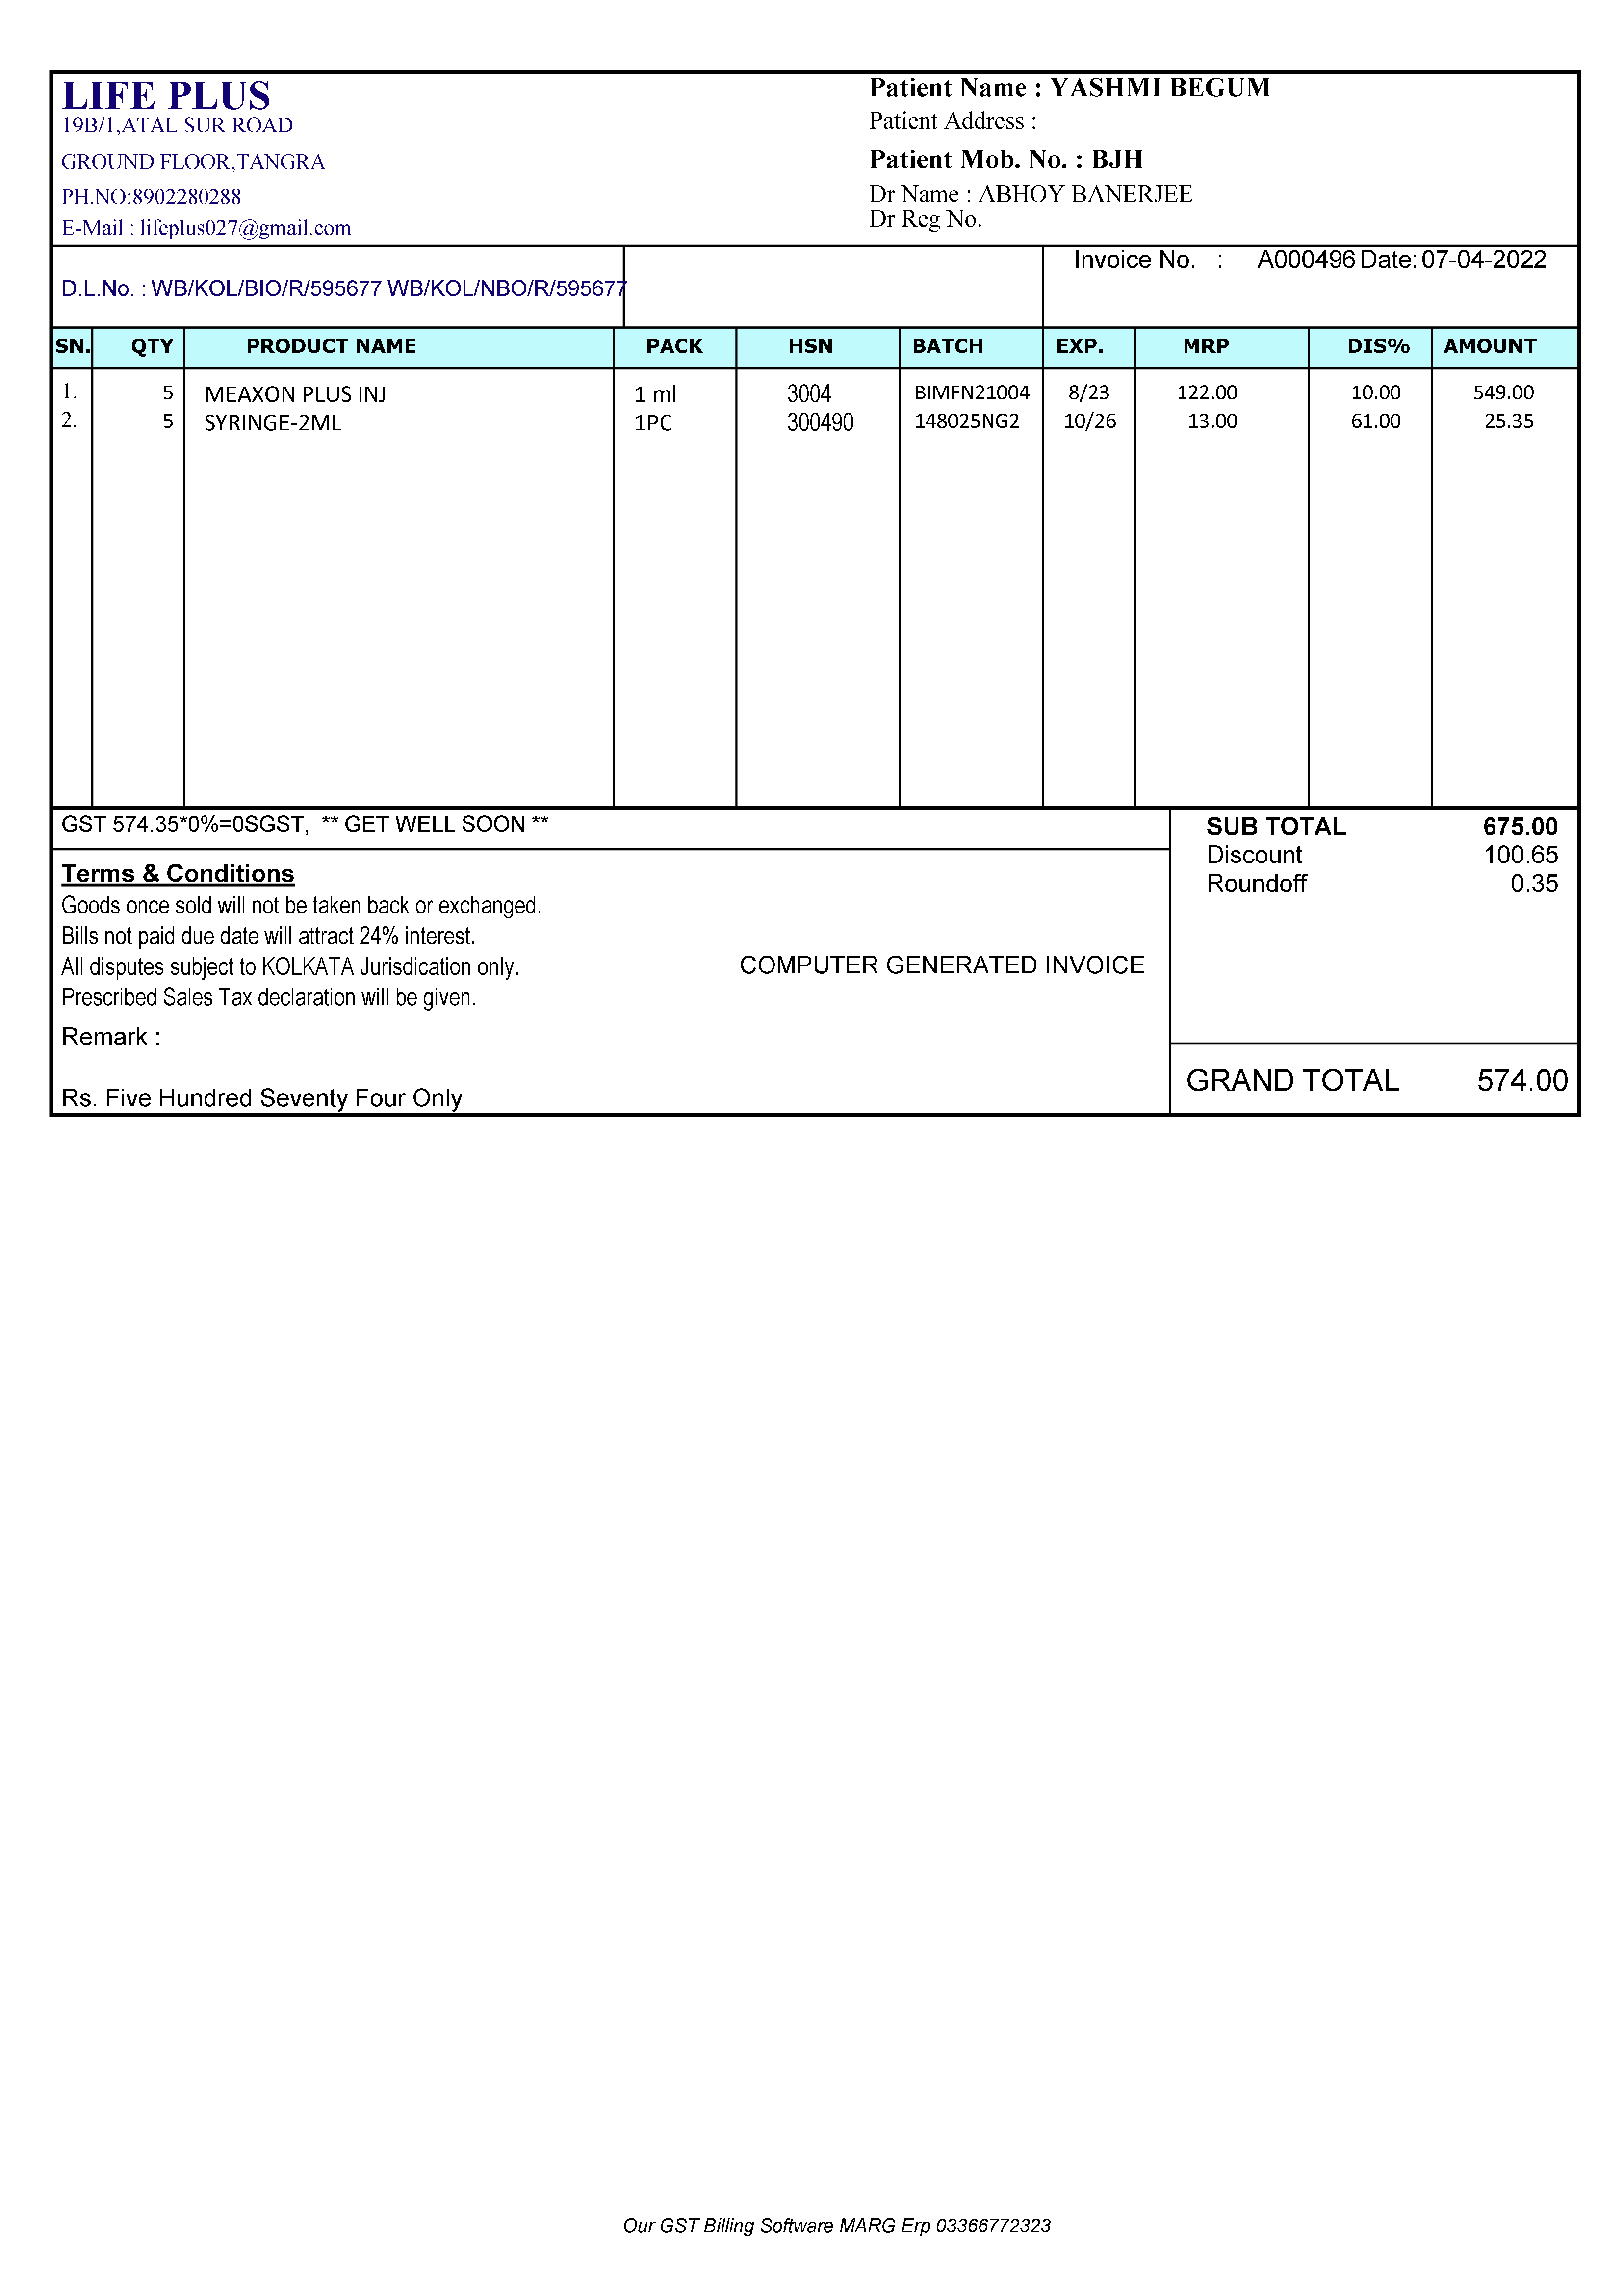 LIFE PLUS
19B/1,ATAL SUR ROAD
GROUND FLOOR,TANGRA
PH.NO:8902280288
E-Mail : lifeplus027@gmail.com
Patient Name : YASHMI BEGUM
Patient Address :
Patient Mob. No. : BJH
Dr Name : ABHOY BANERJEE
Dr Reg No.
D.L.No. : WB/KOL/BIO/R/595677 WB/KOL/NBO/R/595677
Invoice No. : A000496 Date: 07-04-2022
SN. QTY PRODUCT NAME PACK HSN BATCH EXP. MRP DIS% AMOUNT
1. 5 MEAXON PLUS INJ 1 ml 3004 BIMFN21004 8/23 122.00 10.00 549.00
2. 5 SYRINGE-2ML 1PC 300490 148025NG2 10/26 13.00 61.00 25.35
GST 574.35*0%=0SGST, ** GET WELL SOON **
SUB TOTAL 675.00
Discount 100.65
Roundoff 0.35
Terms & Conditions
Goods once sold will not be taken back or exchanged.
Bills not paid due date will attract 24% interest.
All disputes subject to KOLKATA Jurisdication only.
Prescribed Sales Tax declaration will be given.
COMPUTER GENERATED INVOICE
Remark :
Rs. Five Hundred Seventy Four Only
GRAND TOTAL 574.00
Our GST Billing Software MARG Erp 03366772323